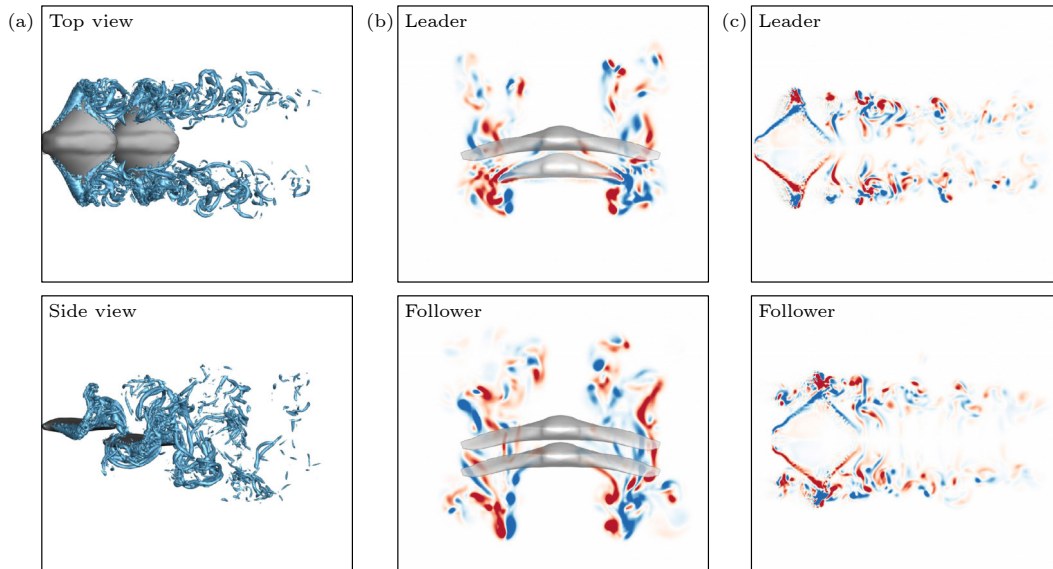 (a) Top view
(b) Leader
(c) Leader
Side view
Follower
Follower